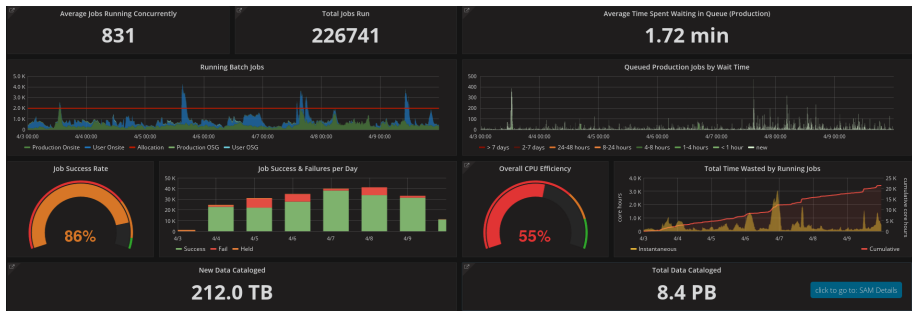 Average Jobs Running Concurrently
831
Total Jobs Run
226741
Average Time Spent Waiting in Queue (Production)
1.72 min
Running Batch Jobs
5.0 K
4.0 K
3.0 K
2.0 K
1.0 K
0
4/3 00:00 4/4 00:00 4/5 00:00 4/6 00:00 4/7 00:00 4/8 00:00 4/9 00:00
Production Onsite User Onsite Allocation Production OSG User OSG
Queued Production Jobs by Wait Time
500
400
300
200
100
0
4/3 00:00 4/4 00:00 4/5 00:00 4/6 00:00 4/7 00:00 4/8 00:00 4/9 00:00
> 7 days 2-7 days 24-48 hours 8-24 hours 4-8 hours 1-4 hours < 1 hour new
Job Success Rate
86%
Job Success & Failures per Day
50 K
40 K
30 K
20 K
10 K
0
4/3 4/4 4/5 4/6 4/7 4/8 4/9
Success Fail Held
Overall CPU Efficiency
55%
Total Time Wasted by Running Jobs
core hours
4.0 K
3.0 K
2.0 K
1.0 K
0
25 K
20 K
15 K
10 K
5 K
0
cumulative core hours
4/3 4/4 4/5 4/6 4/7 4/8 4/9
Instantaneous Cumulative
New Data Cataloged
212.0 TB
Total Data Cataloged
8.4 PB
click to go to: SAM Details